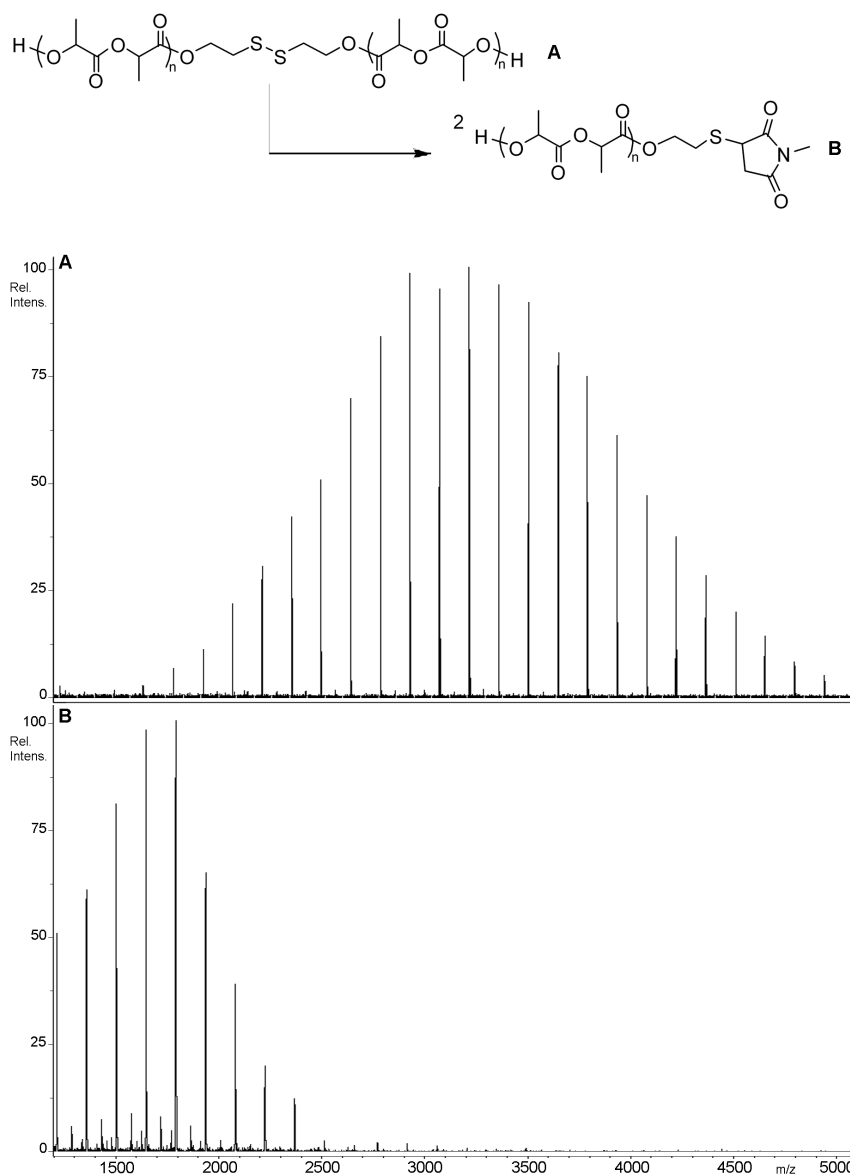 H ( O O O O ) n O S S O ( O O O O ) n H A
2 H ( O O O O ) n O S O N O B
A
100
Rel.
Intens.
75
50
25
0
B
100
Rel.
Intens.
75
50
25
0
1500 2000 2500 3000 3500 4000 4500 m/z 5000